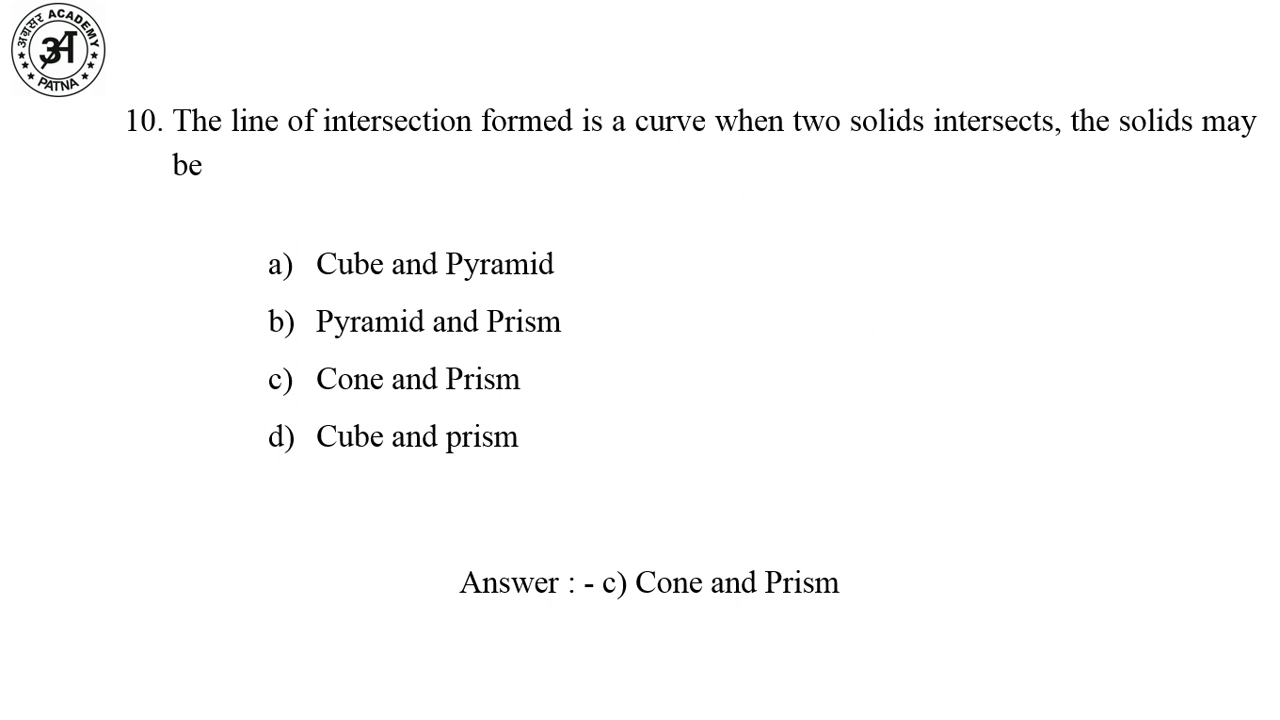 अग्रसर ACADEMY
अ
PATNA
10. The line of intersection formed is a curve when two solids intersects, the solids may
be
a) Cube and Pyramid
b) Pyramid and Prism
c) Cone and Prism
d) Cube and prism
Answer : - c) Cone and Prism